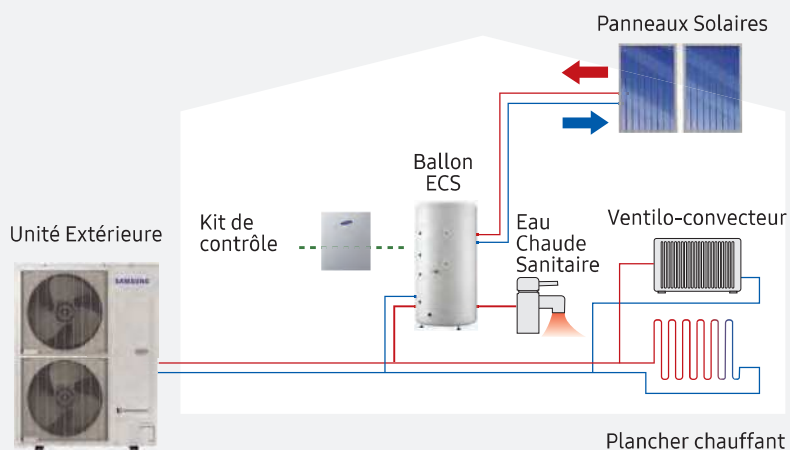 Panneaux Solaires
Ballon
ECS
Kit de
contrôle
Eau
Chaude
Sanitaire
Ventilo-convecteur
Unité Extérieure
SAMSUNG
Plancher chauffant